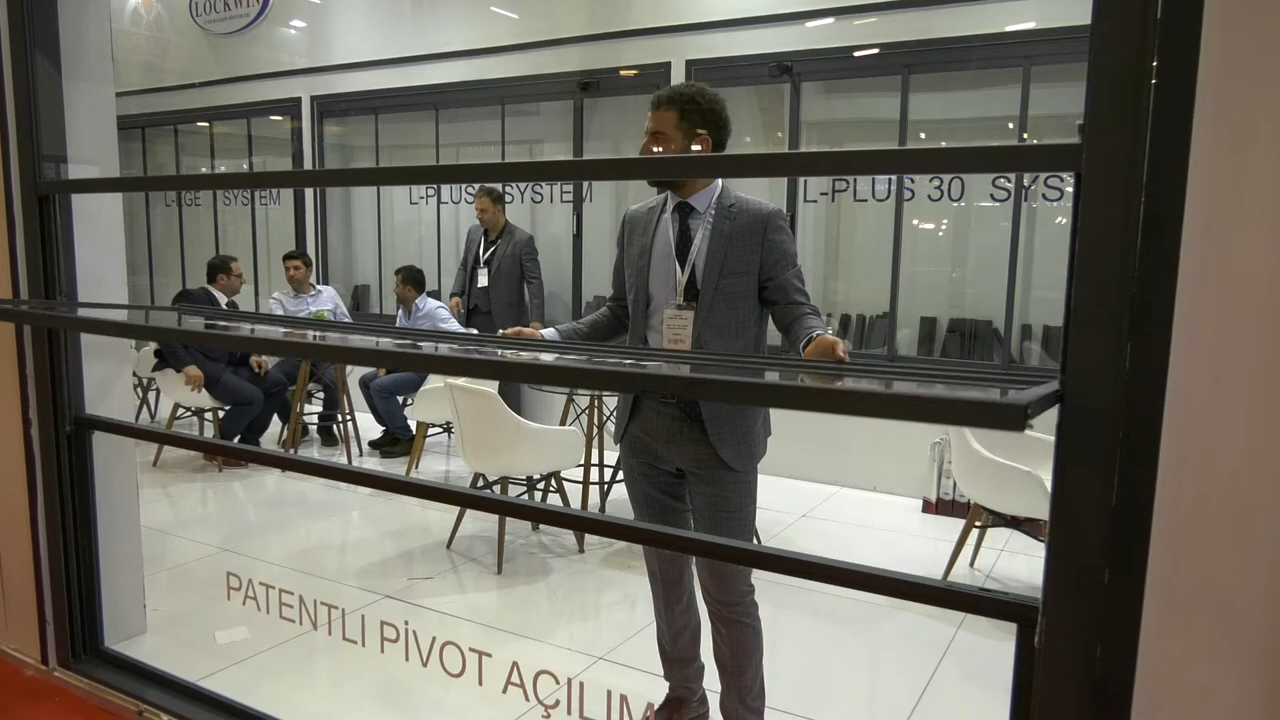 LOCKWIN
L-EGE SYSTEM
L-PLUS SYSTEM
L-PLUS 30 SYS
PATENTLI PİVOT AÇILIM